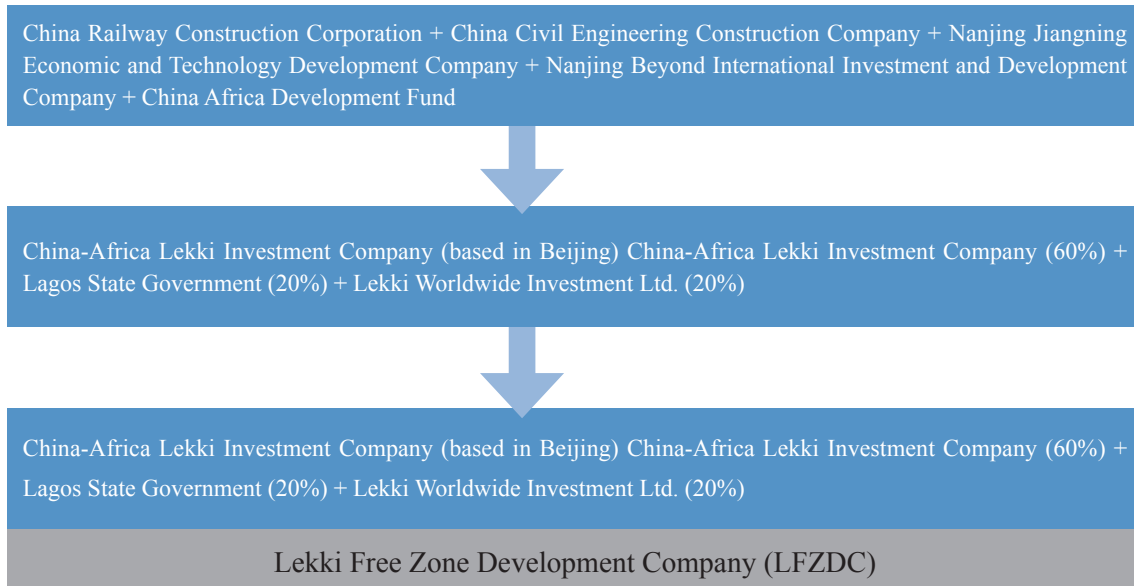 China Railway Construction Corporation + China Civil Engineering Construction Company + Nanjing Jiangning
Economic and Technology Development Company + Nanjing Beyond International Investment and Development
Company + China Africa Development Fund
China-Africa Lekki Investment Company (based in Beijing) China-Africa Lekki Investment Company (60%) +
Lagos State Government (20%) + Lekki Worldwide Investment Ltd. (20%)
China-Africa Lekki Investment Company (based in Beijing) China-Africa Lekki Investment Company (60%) +
Lagos State Government (20%) + Lekki Worldwide Investment Ltd. (20%)
Lekki Free Zone Development Company (LFZDC)